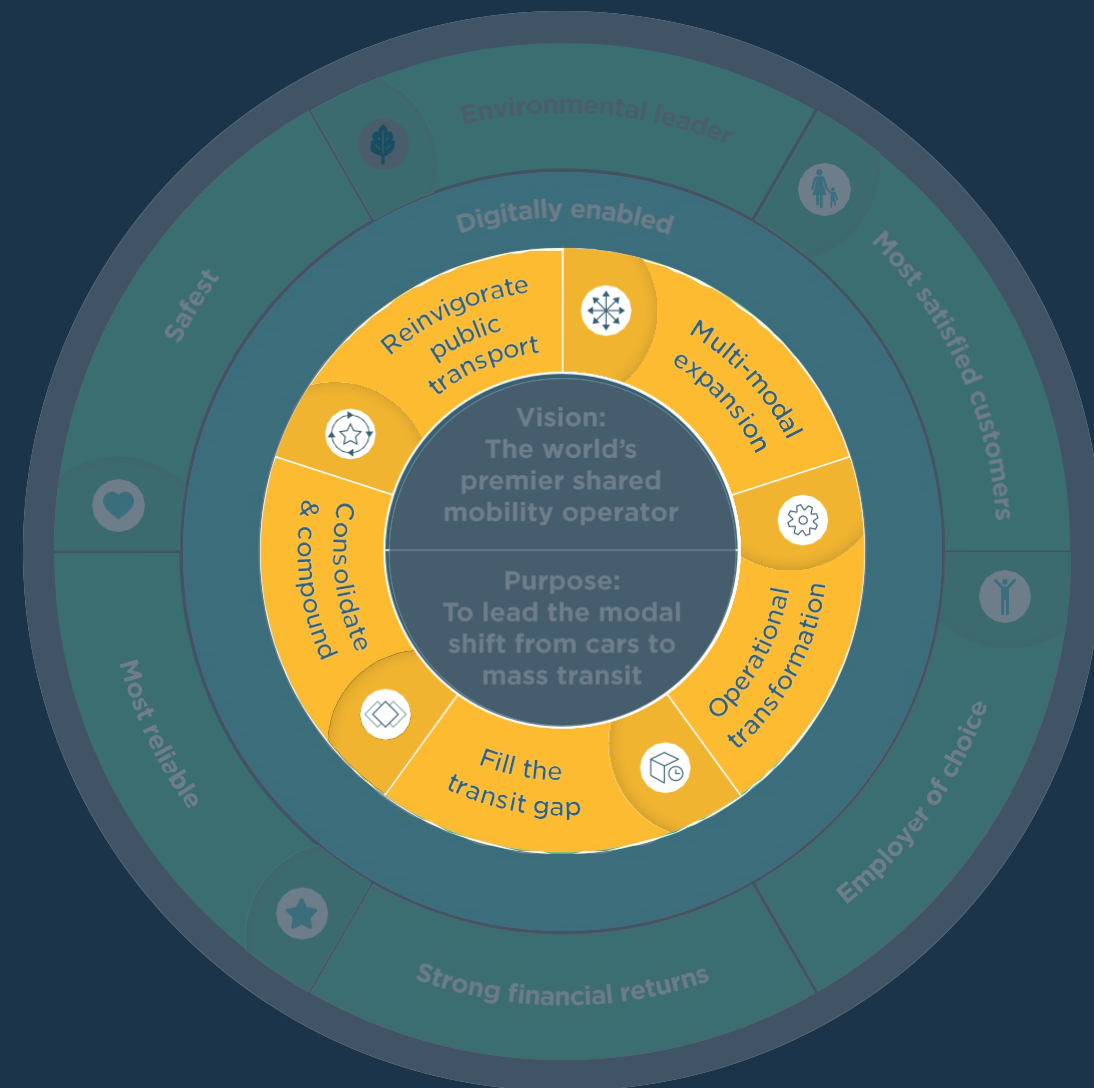 Environmental leader
Most satisfied customers
Employer of choice
Strong financial returns
Most reliable
Safest
Digitally enabled
Reinvigorate
public
transport
Multi-modal
expansion
Operational
transformation
Fill the
transit gap
Consolidate
& compound
Vision:
The world’s
premier shared
mobility operator
Purpose:
To lead the modal
shift from cars to
mass transit